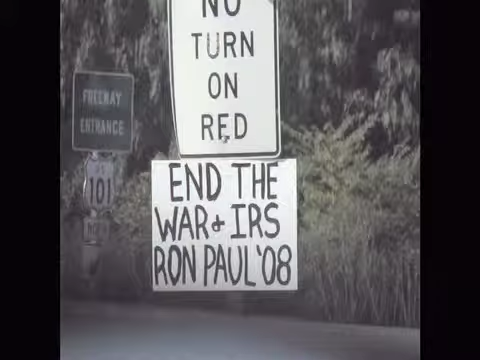 NO
TURN
ON
RED
END THE
WAR & IRS
RON PAUL '08
FREEWAY
ENTRANCE
101